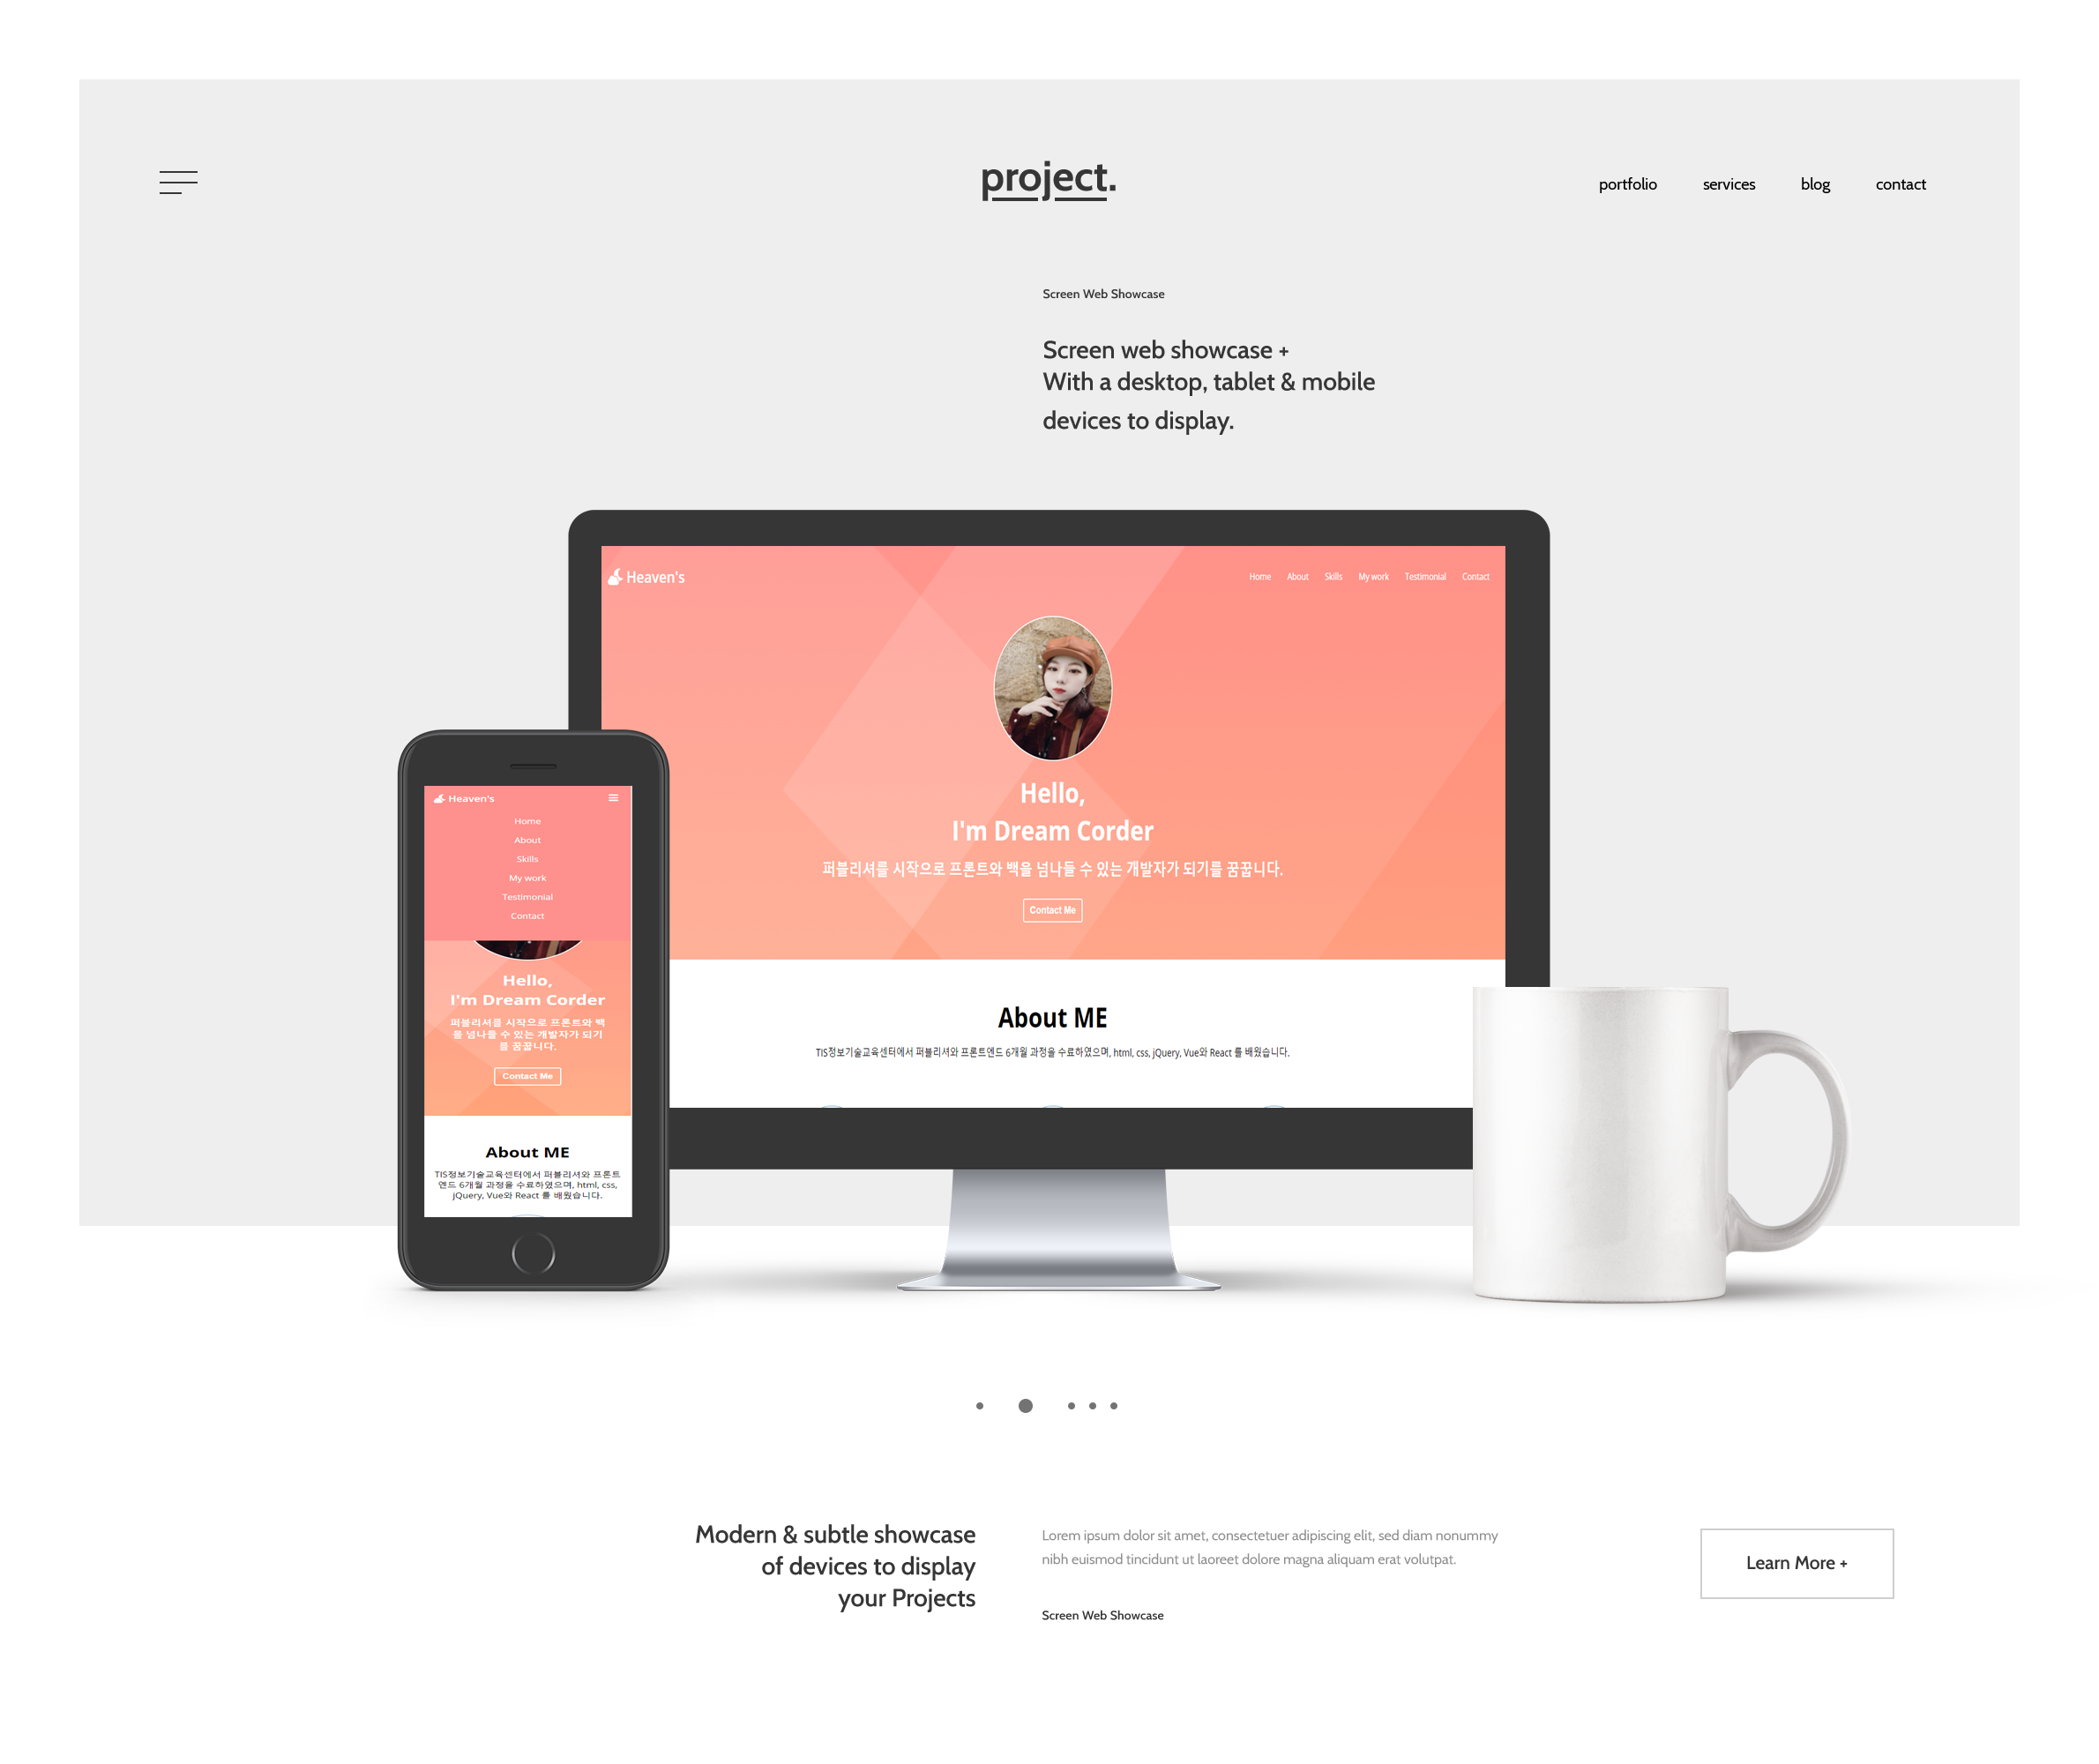 project.
portfolio services blog contact
Screen Web Showcase
Screen web showcase +
With a desktop, tablet & mobile
devices to display.
Heaven's
Home About Skills My work Testimonial Contact
Hello,
I'm Dream Corder
퍼블리셔를 시작으로 프론트와 백을 넘나들 수 있는 개발자가 되기를 꿈꿉니다.
Contact Me
About ME
TIS정보기술교육센터에서 퍼블리셔와 프론트엔드 6개월 과정을 수료하였으며, html, css, jQuery, Vue와 React 를 배웠습니다.
Heaven's
Home
About
Skills
My work
Testimonial
Contact
Hello,
I'm Dream Corder
퍼블리셔를 시작으로 프론트와 백
을 넘나들 수 있는 개발자가 되기
를 꿈꿉니다.
Contact Me
About ME
TIS정보기술교육센터에서 퍼블리셔와 프론트
엔드 6개월 과정을 수료하였으며, html, css,
jQuery, Vue와 React 를 배웠습니다.
Modern & subtle showcase
of devices to display
your Projects
Lorem ipsum dolor sit amet, consectetuer adipiscing elit, sed diam nonummy
nibh euismod tincidunt ut laoreet dolore magna aliquam erat volutpat.
Screen Web Showcase
Learn More +